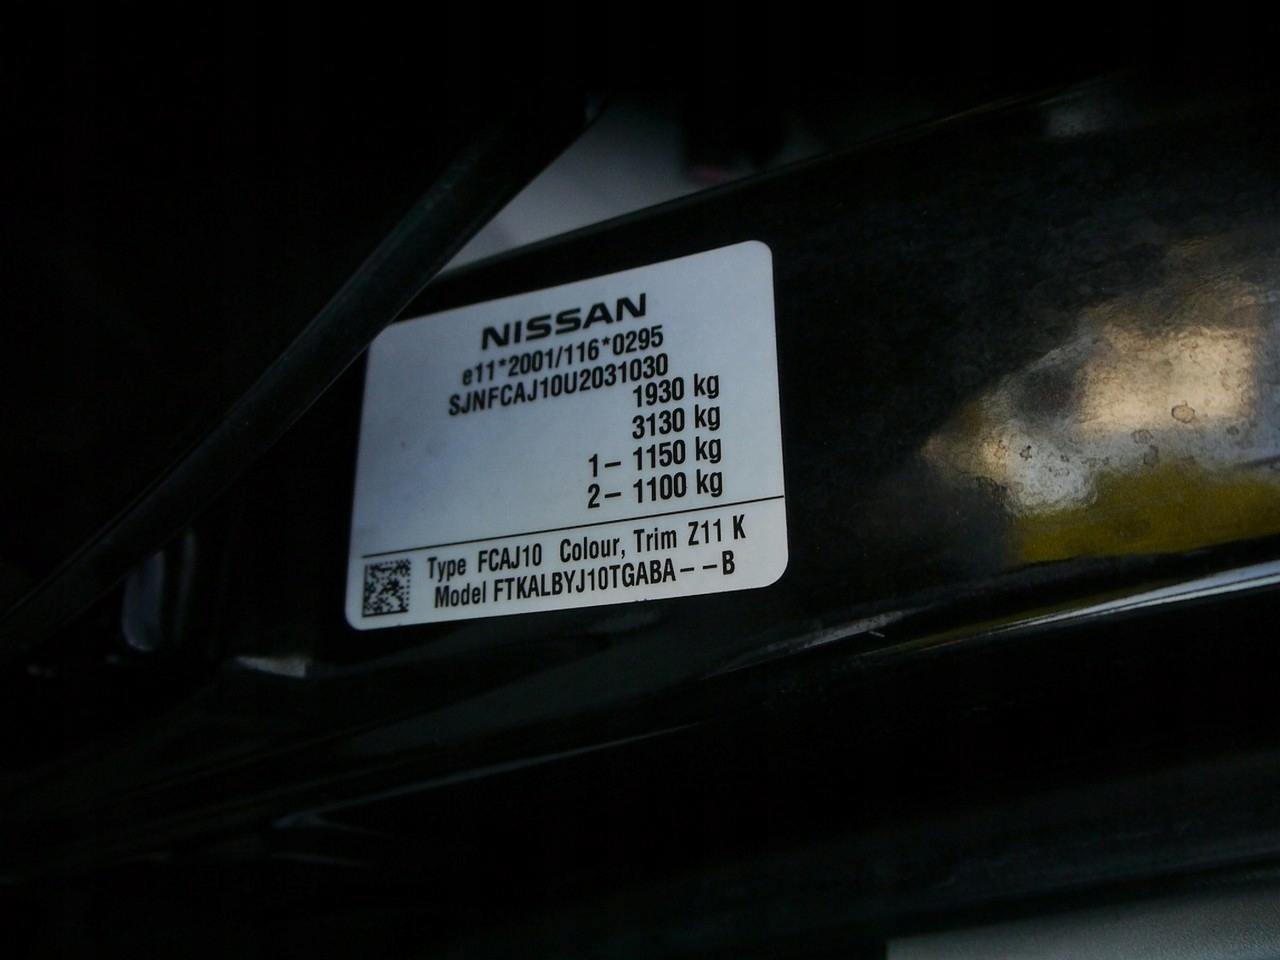 NISSAN
e11*2001/116*0295
SJNFCAJ10U2031030
1930 kg
3130 kg
1– 1150 kg
2– 1100 kg
Type FCAJ10 Colour, Trim Z11 K
Model FTKALBYJ10TGABA– –B